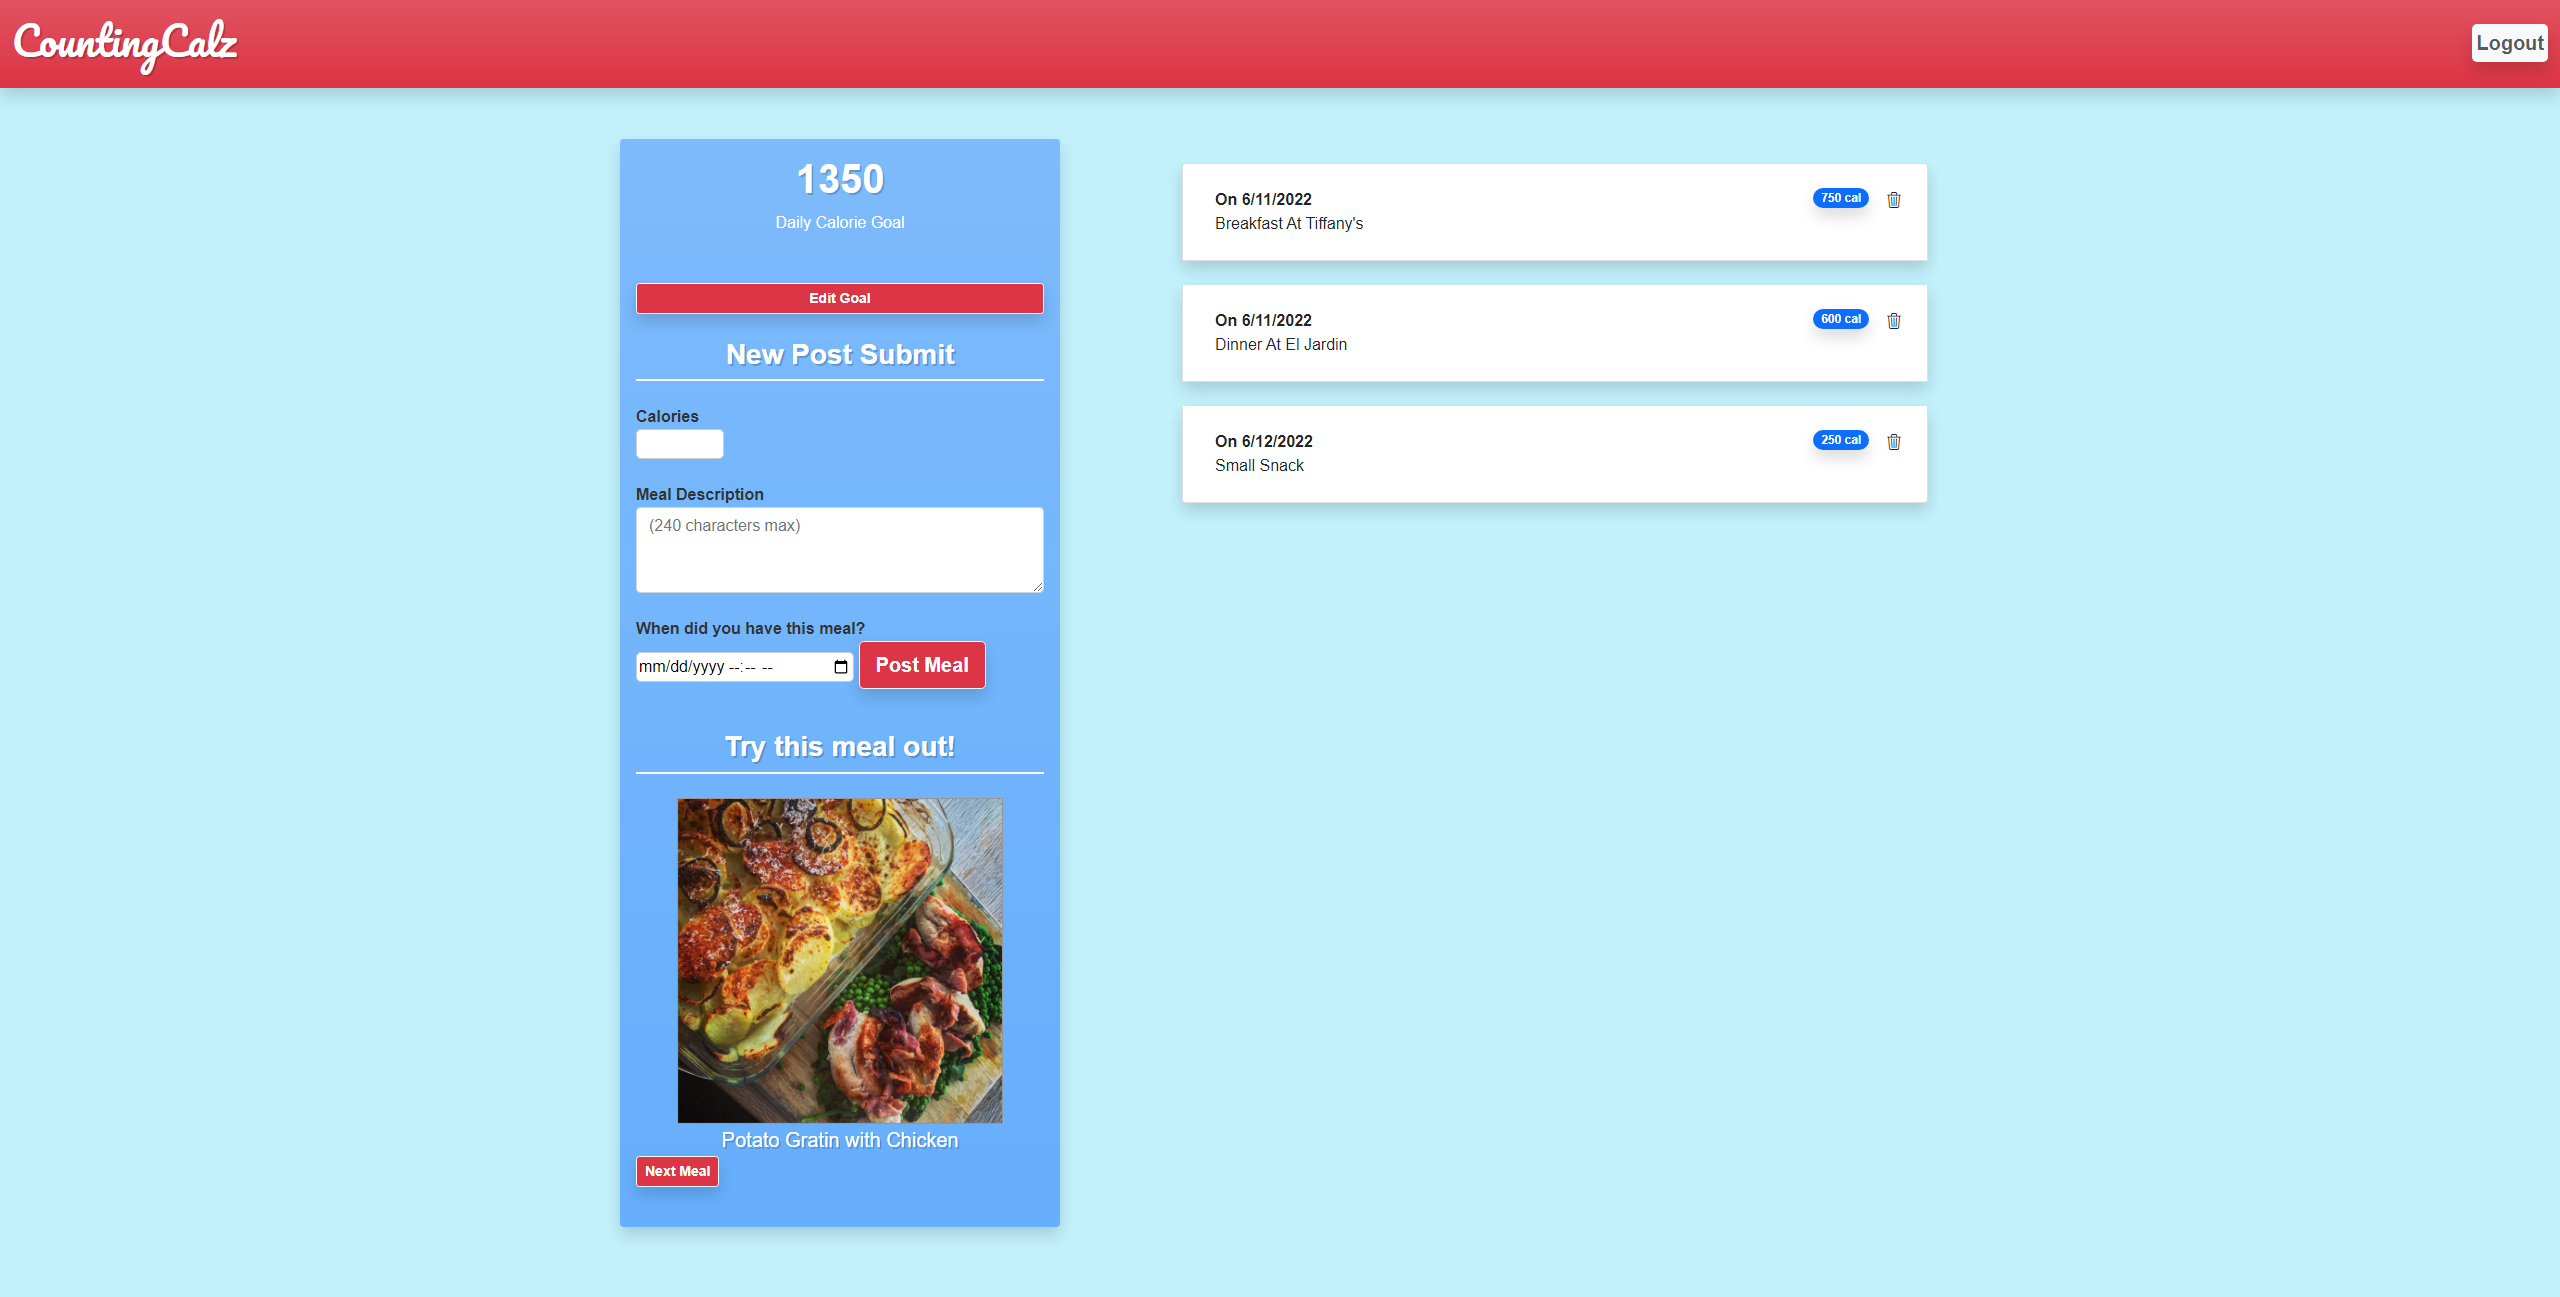 CountingCalz
Logout
1350
Daily Calorie Goal
Edit Goal
New Post Submit
Calories
Meal Description
(240 characters max)
When did you have this meal?
mm/dd/yyyy --:-- --
Post Meal
Try this meal out!
Potato Gratin with Chicken
Next Meal
On 6/11/2022
750 cal
Breakfast At Tiffany's
On 6/11/2022
600 cal
Dinner At El Jardin
On 6/12/2022
250 cal
Small Snack